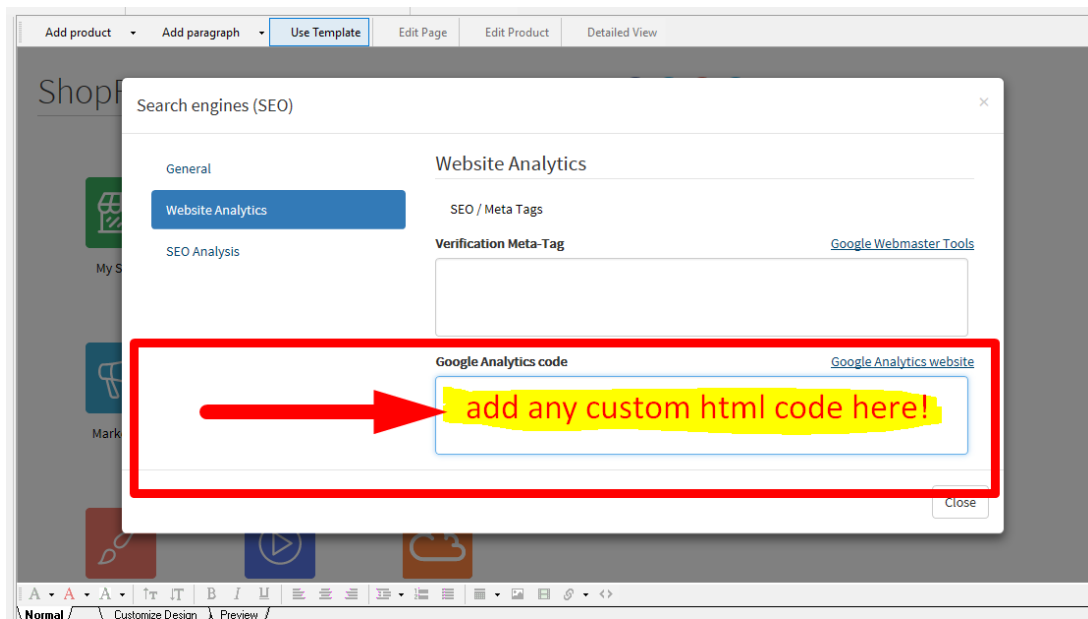 Add product Add paragraph Use Template Edit Page Edit Product Detailed View
Shop
Search engines (SEO) ×
General
Website Analytics
SEO Analysis
Website Analytics
SEO / Meta Tags
Verification Meta-Tag Google Webmaster Tools
Google Analytics code Google Analytics website
add any custom html code here!
Close
My S
Mark
A A A T T B I U
Normal Customize Design Preview